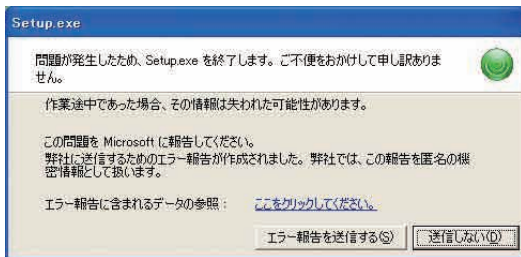 Setup.exe
問題が発生したため、Setup.exe を終了します。ご不便をおかけして申し訳ありま
せん。
作業途中であった場合、その情報は失われた可能性があります。
この問題を Microsoft に報告してください。
弊社に送信するためのエラー報告が作成されました。弊社では、この報告を匿名の機
密情報として扱います。
エラー報告に含まれるデータの参照： ここをクリックしてください。
エラー報告を送信する(S) 送信しない(D)